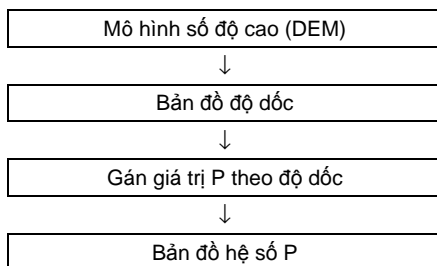 Mô hình số độ cao (DEM)
↓
Bản đồ độ dốc
↓
Gán giá trị P theo độ dốc
↓
Bản đồ hệ số P